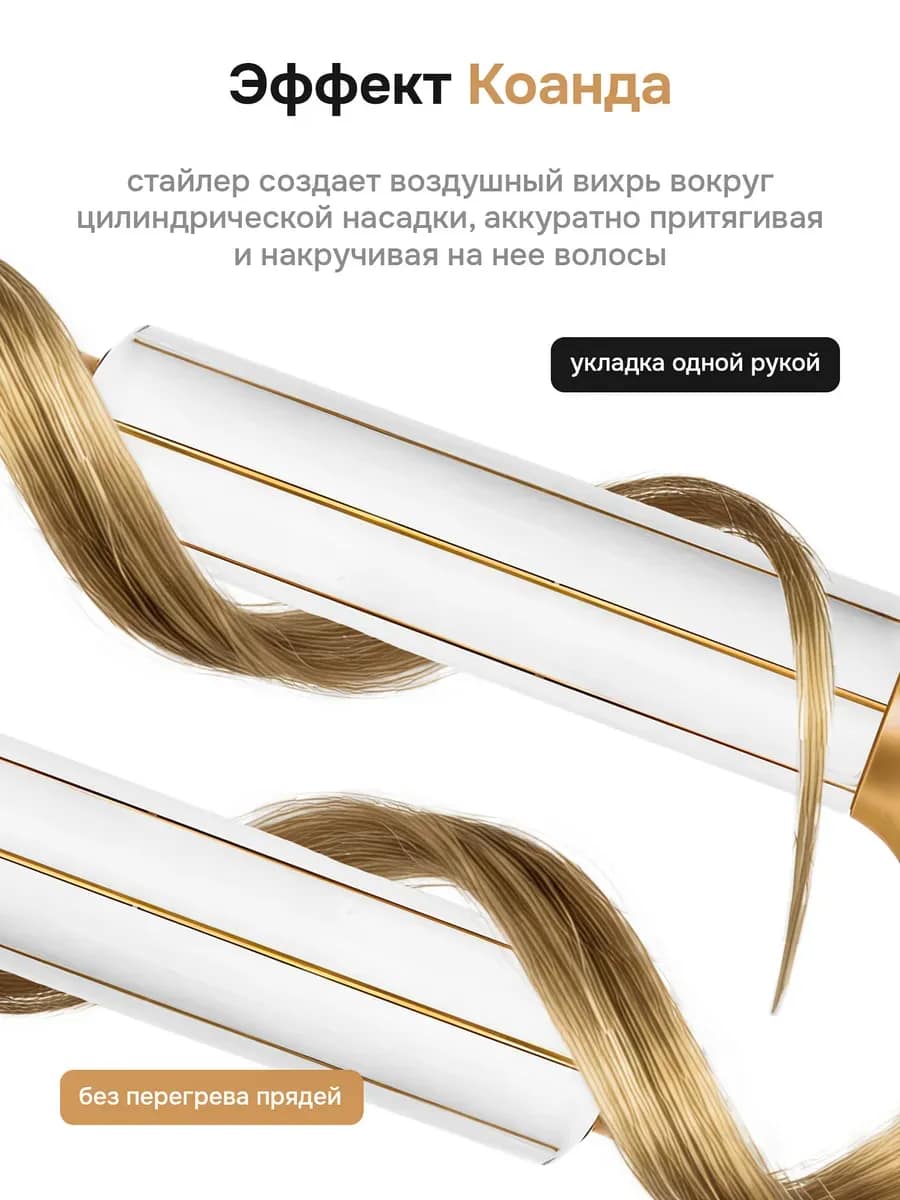 Эффект Коанда
стайлер создает воздушный вихрь вокруг
цилиндрической насадки, аккуратно притягивая
и накручивая на нее волосы
укладка одной рукой
без перегрева прядей